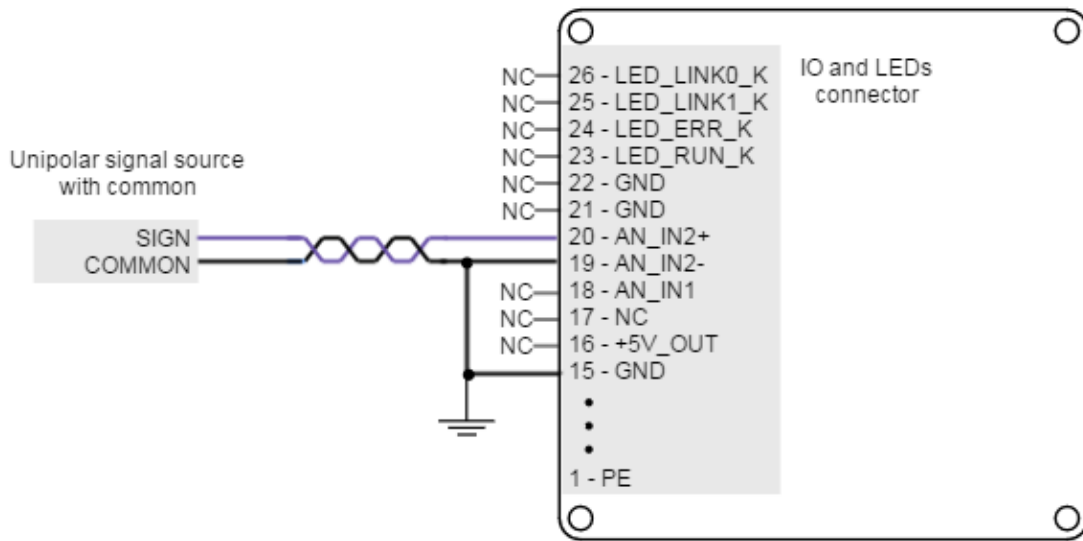 IO and LEDs
connector
NC
26 - LED_LINK0_K
NC
25 - LED_LINK1_K
NC
24 - LED_ERR_K
NC
23 - LED_RUN_K
NC
22 - GND
NC
21 - GND
Unipolar signal source
with common
SIGN
20 - AN_IN2+
COMMON
19 - AN_IN2-
NC
18 - AN_IN1
NC
17 - NC
NC
16 - +5V_OUT
15 - GND
1 - PE